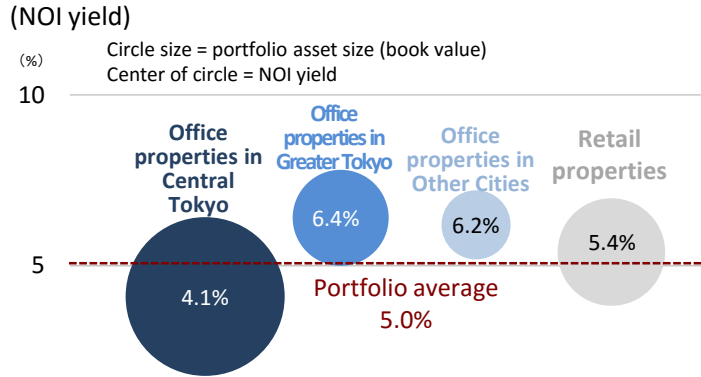 (NOI yield)
(%)
Circle size = portfolio asset size (book value)
Center of circle = NOI yield
10
Office
properties in
Central
Tokyo
Office
properties in
Greater Tokyo
Office
properties in
Other Cities
Retail
properties
6.4%
6.2%
5.4%
5
4.1%
Portfolio average
5.0%